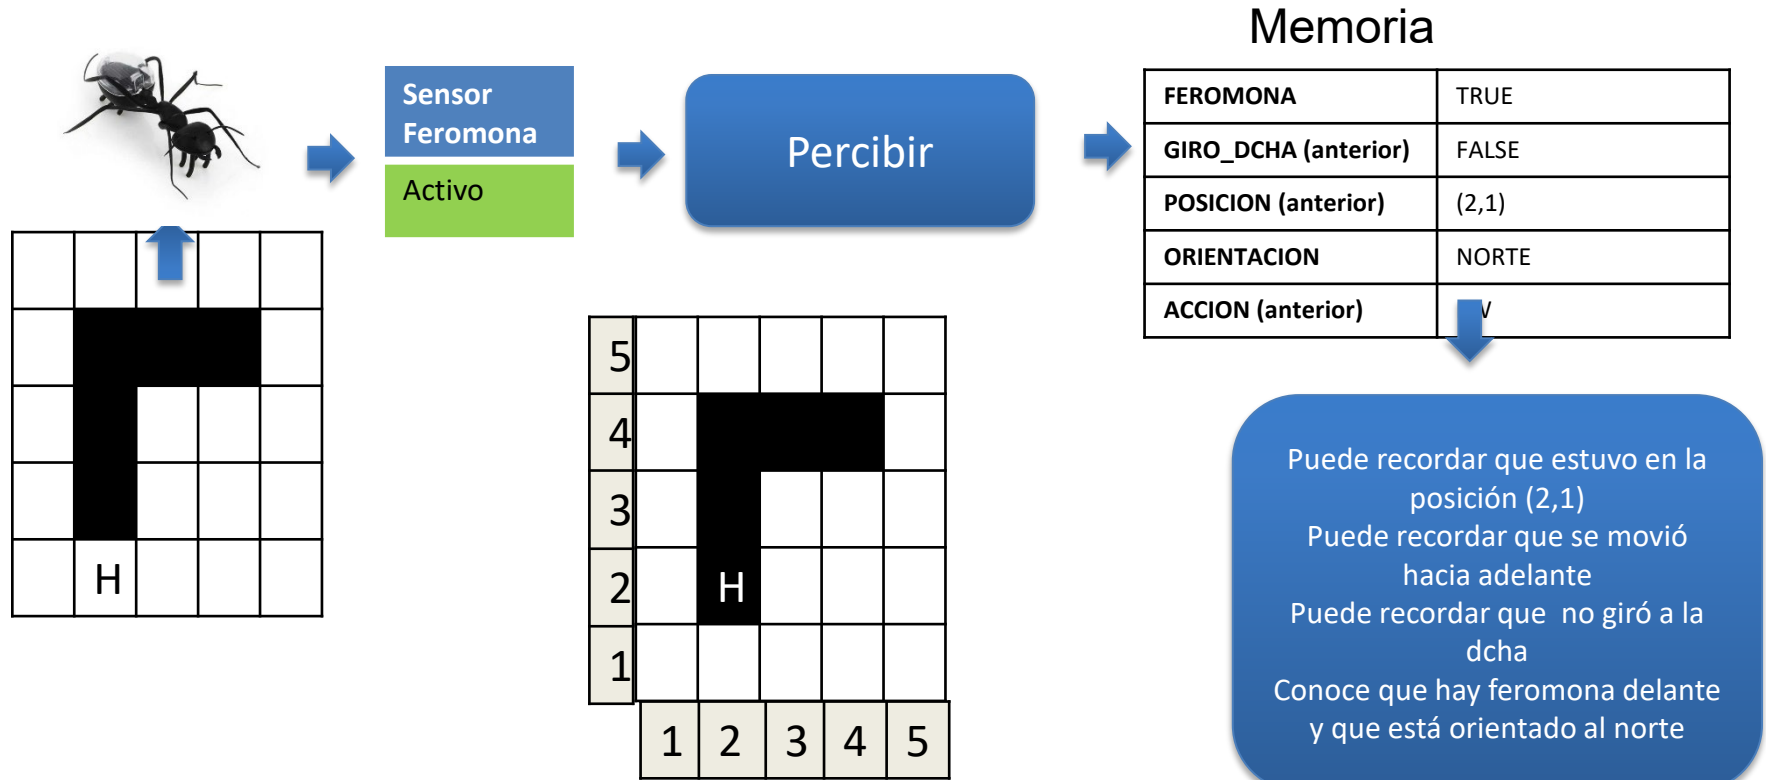 Memoria
Sensor
Feromona
Activo
Percibir
FEROMONA TRUE
GIRO_DCHA (anterior) FALSE
POSICION (anterior) (2,1)
ORIENTACION NORTE
ACCION (anterior)
H
5
4
3
2 H
1
1 2 3 4 5
Puede recordar que estuvo en la
posición (2,1)
Puede recordar que se movió
hacia adelante
Puede recordar que no giró a la
dcha
Conoce que hay feromona delante
y que está orientado al norte